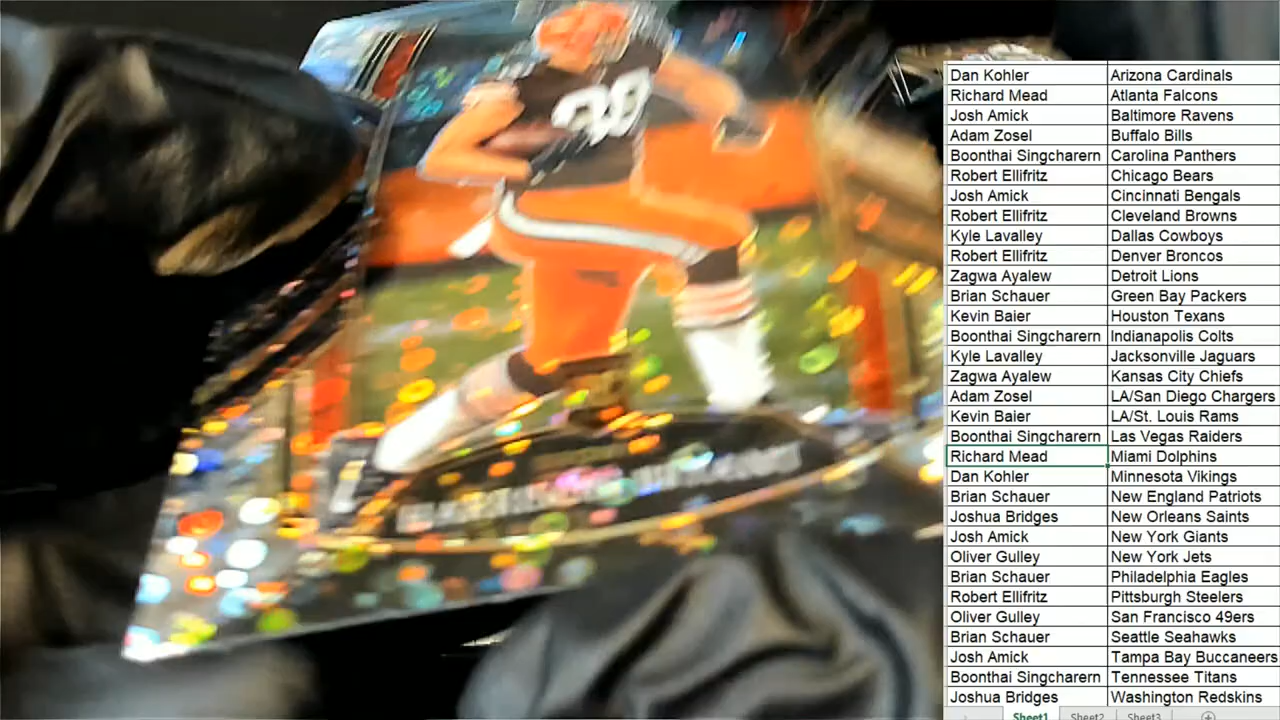 Dan Kohler Arizona Cardinals
Richard Mead Atlanta Falcons
Josh Amick Baltimore Ravens
Adam Zosel Buffalo Bills
Boonthai Singcharern Carolina Panthers
Robert Ellifritz Chicago Bears
Josh Amick Cincinnati Bengals
Robert Ellifritz Cleveland Browns
Kyle Lavalley Dallas Cowboys
Robert Ellifritz Denver Broncos
Zagwa Ayalew Detroit Lions
Brian Schauer Green Bay Packers
Kevin Baier Houston Texans
Boonthai Singcharern Indianapolis Colts
Kyle Lavalley Jacksonville Jaguars
Zagwa Ayalew Kansas City Chiefs
Adam Zosel LA/San Diego Chargers
Kevin Baier LA/St. Louis Rams
Boonthai Singcharern Las Vegas Raiders
Richard Mead Miami Dolphins
Dan Kohler Minnesota Vikings
Brian Schauer New England Patriots
Joshua Bridges New Orleans Saints
Josh Amick New York Giants
Oliver Gulley New York Jets
Brian Schauer Philadelphia Eagles
Robert Ellifritz Pittsburgh Steelers
Oliver Gulley San Francisco 49ers
Brian Schauer Seattle Seahawks
Josh Amick Tampa Bay Buccaneers
Boonthai Singcharern Tennessee Titans
Joshua Bridges Washington Redskins
Sheet1 Sheet2 Sheet3